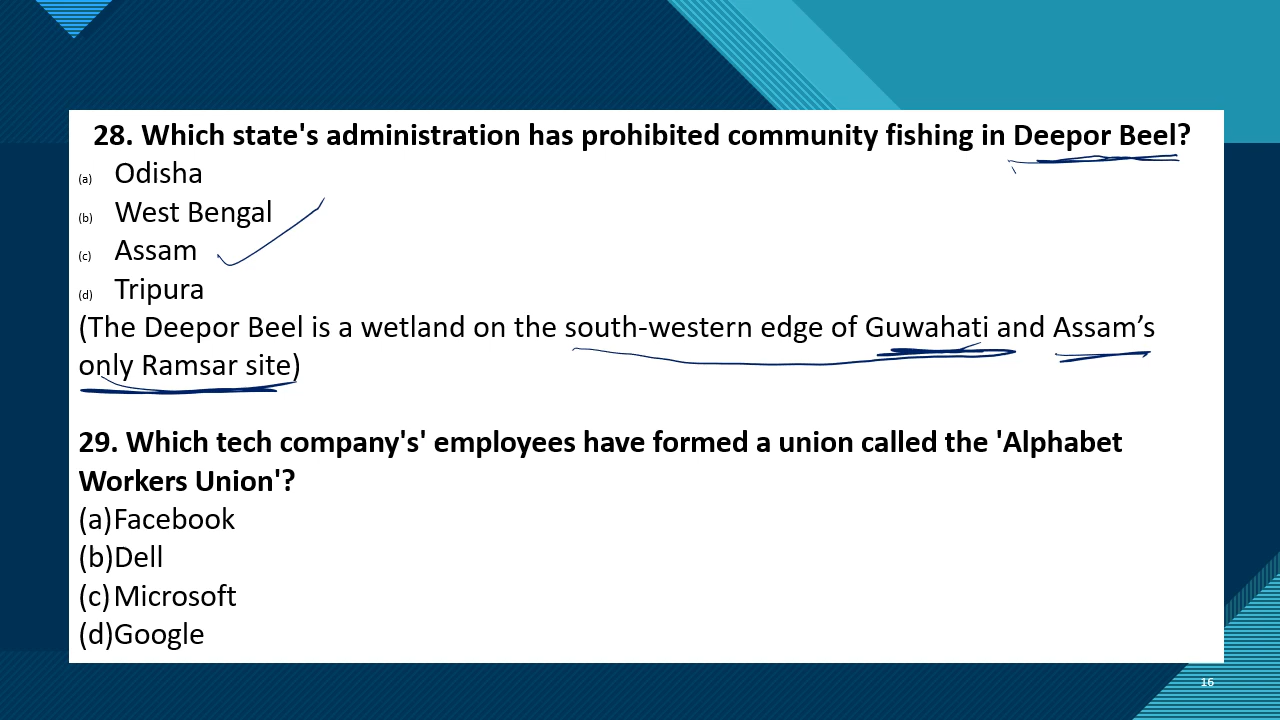 28. Which state's administration has prohibited community fishing in Deepor Beel?
(a) Odisha
(b) West Bengal
(c) Assam
(d) Tripura
(The Deepor Beel is a wetland on the south-western edge of Guwahati and Assam’s
only Ramsar site)
29. Which tech company's' employees have formed a union called the 'Alphabet
Workers Union'?
(a)Facebook
(b)Dell
(c)Microsoft
(d)Google
16